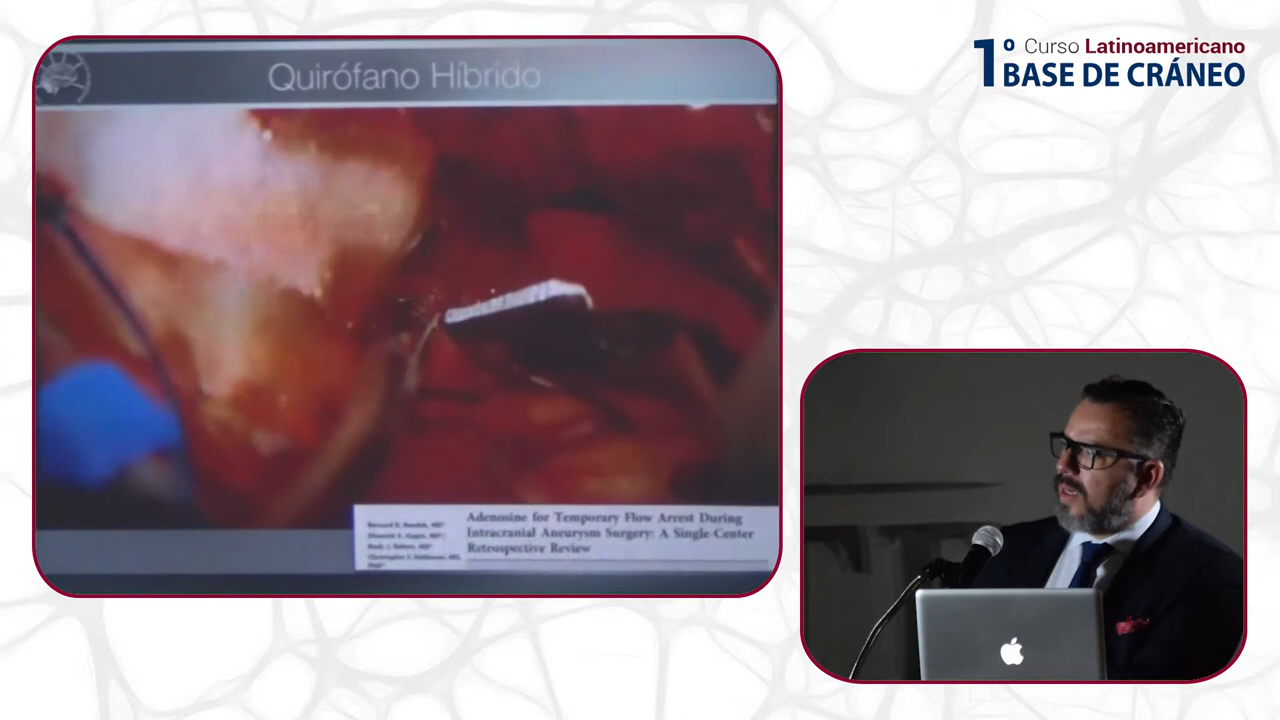 Quirófano Híbrido
1º Curso Latinoamericano
BASE DE CRÁNEO
Adenosine for Temporary Flow Arrest During
Intracranial Aneurysm Surgery: A Single-Center
Retrospective Review